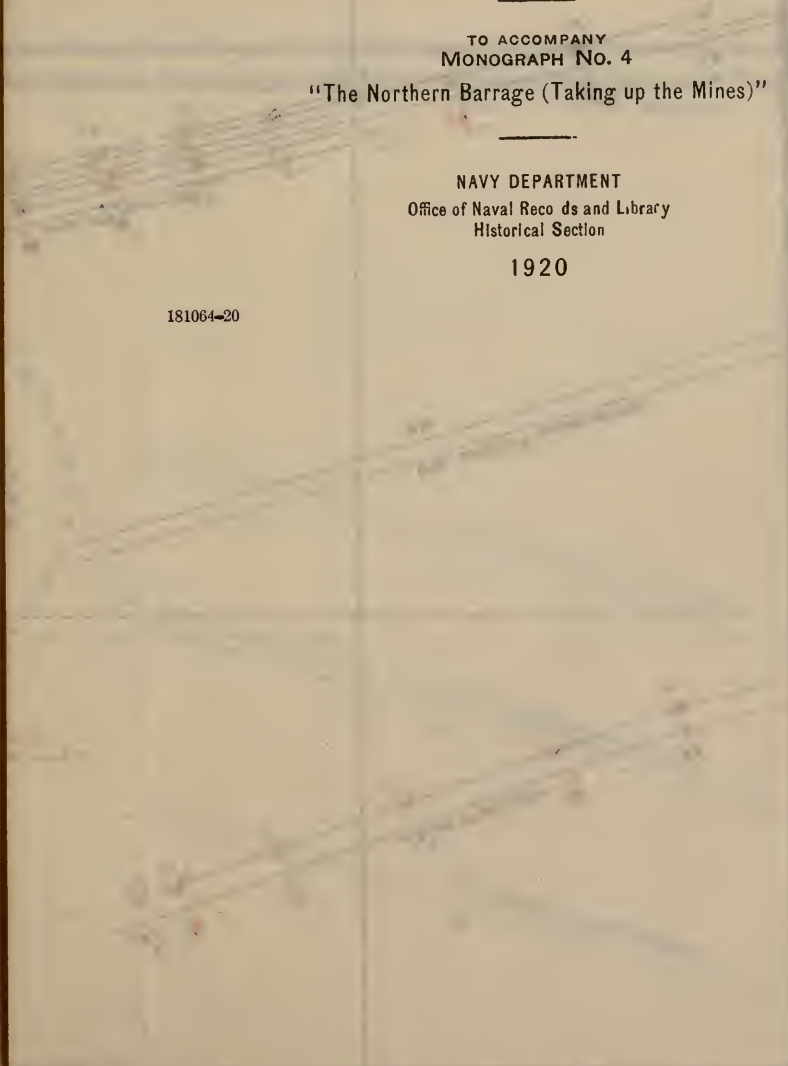 TO ACCOMPANY
MONOGRAPH NO. 4
"The Northern Barrage (Taking up the Mines)"
NAVY DEPARTMENT
Office of Naval Reco ds and Library
Historical Section
1920
181064-20